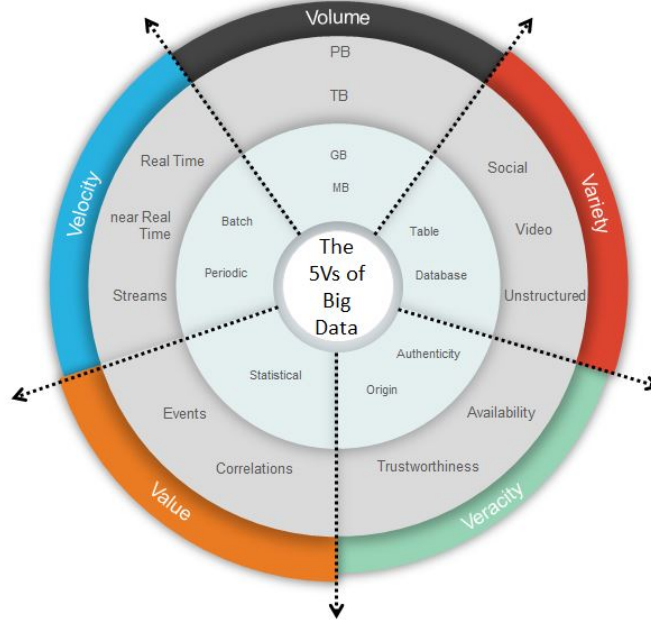 Volume
PB
TB
GB
MB
Variety
Social
Video
Unstructured
Table
Database
Veracity
Authenticity
Origin
Availability
Trustworthiness
Value
Statistical
Events
Correlations
Velocity
Real Time
near Real
Time
Streams
Batch
Periodic
The
5Vs of
Big
Data